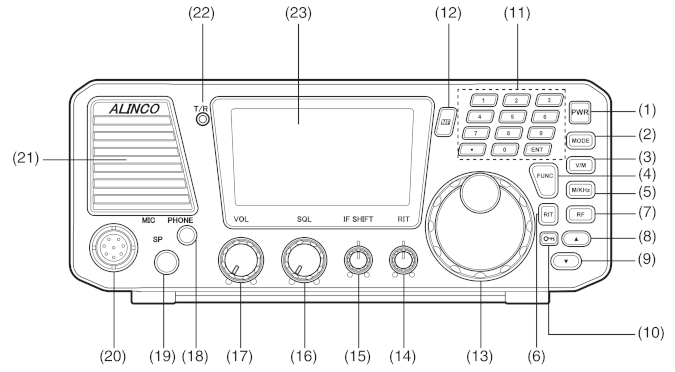 (22) (23) (12) (11)
ALINCO
T/R
1 2 3
4 5 6
7 8 9
• 0 ENT
PWR (1)
MODE (2)
V/M (3)
FUNC (4)
M/KHz (5)
RIT RF (7)
▲ (8)
▼ (9)
(10)
(21)
MIC PHONE VOL SQL IF SHIFT RIT
SP
(20) (19) (18) (17) (16) (15) (14) (13) (6)